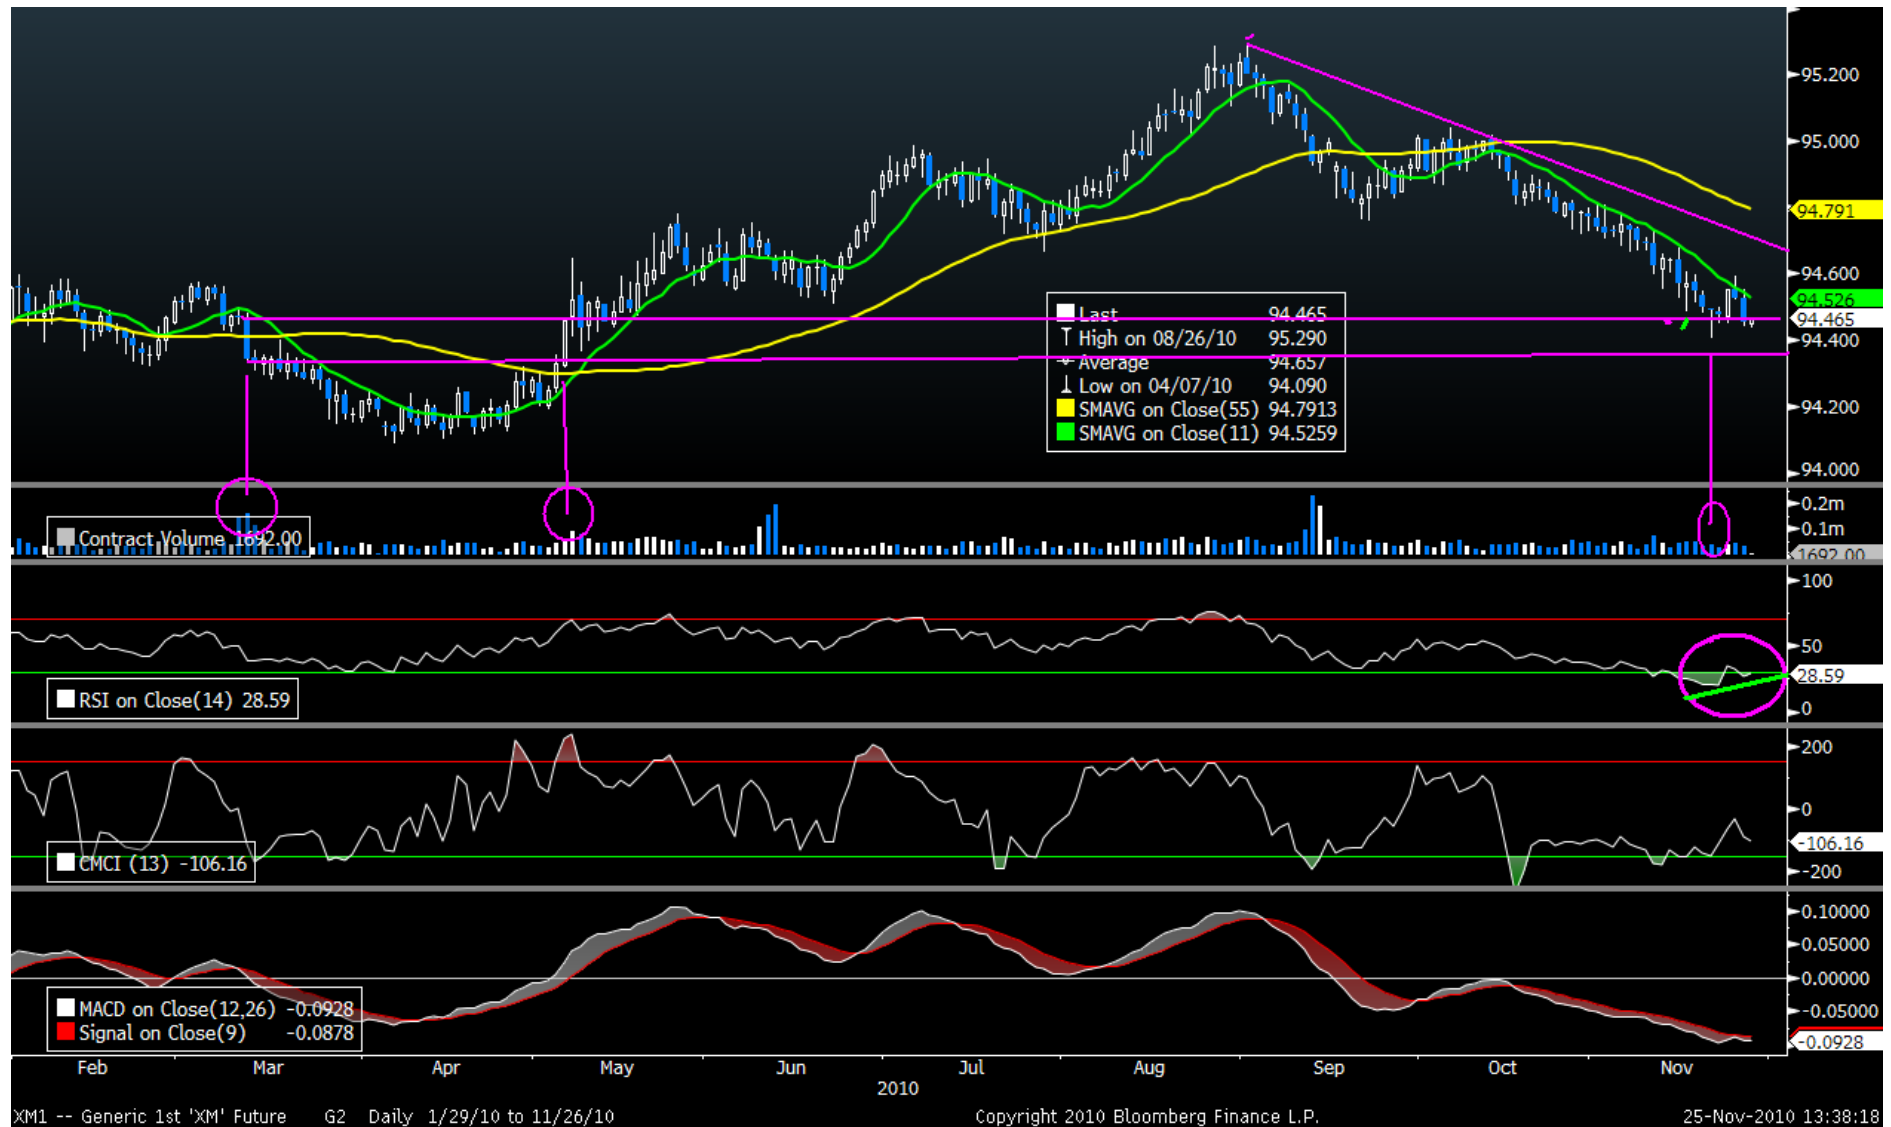 95.200
95.000
94.791
94.600
94.526
94.465
94.400
94.200
94.000
Last 94.465
High on 08/26/10 95.290
Average 94.657
Low on 04/07/10 94.090
SMAVG on Close(55) 94.7913
SMAVG on Close(11) 94.5259
Contract Volume 1692.00
0.2m
0.1m
1692.00
100
50
28.59
0
RSI on Close(14) 28.59
200
0
-106.16
-200
CMCI (13) -106.16
0.10000
0.05000
0.00000
-0.05000
-0.0928
MACD on Close(12,26) -0.0928
Signal on Close(9) -0.0878
Feb Mar Apr May Jun Jul Aug Sep Oct Nov
2010
XM1 -- Generic 1st 'XM' Future G2 Daily 1/29/10 to 11/26/10 Copyright 2010 Bloomberg Finance L.P. 25-Nov-2010 13:38:18